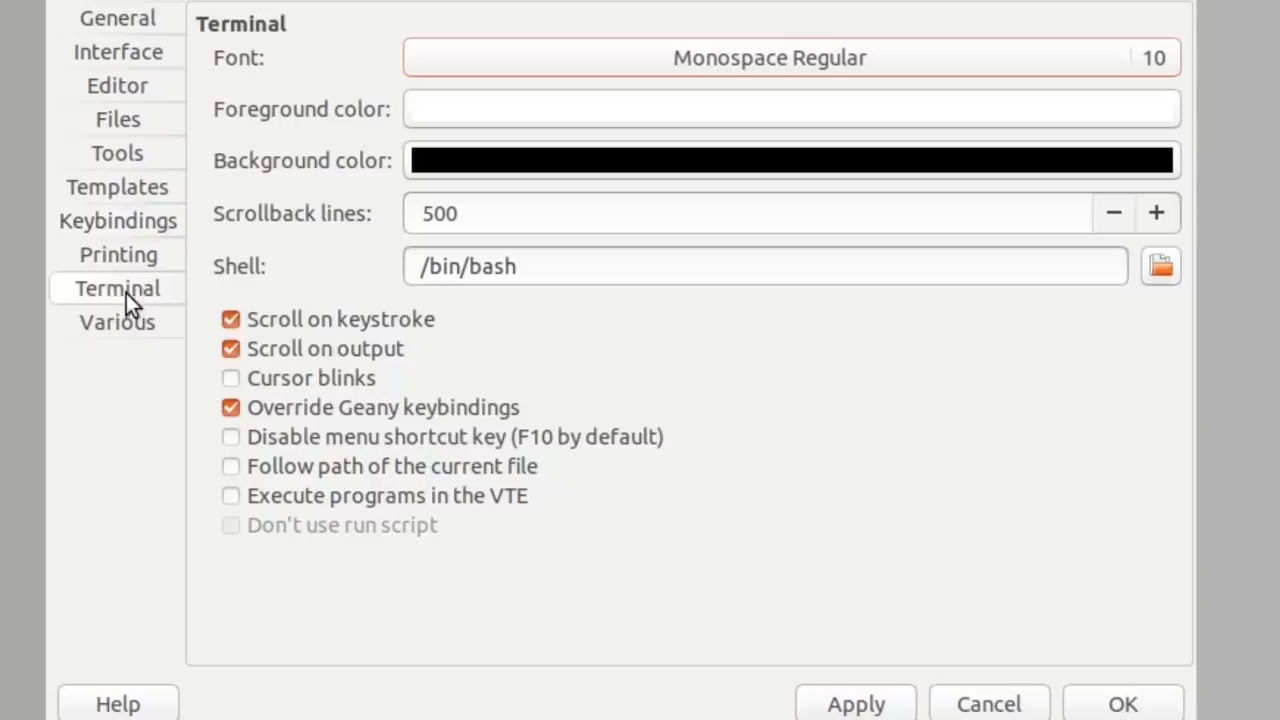 General
Interface
Editor
Files
Tools
Templates
Keybindings
Printing
Terminal
Various
Terminal
Font: Monospace Regular 10
Foreground color:
Background color:
Scrollback lines: 500 − +
Shell: /bin/bash
Scroll on keystroke
Scroll on output
Cursor blinks
Override Geany keybindings
Disable menu shortcut key (F10 by default)
Follow path of the current file
Execute programs in the VTE
Don't use run script
Help Apply Cancel OK